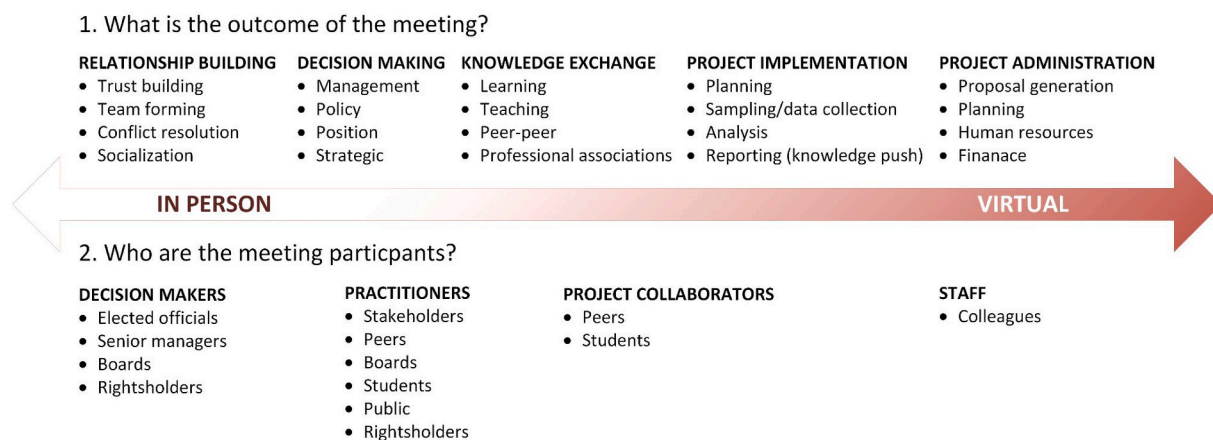 1. What is the outcome of the meeting?
RELATIONSHIP BUILDING
• Trust building
• Team forming
• Conflict resolution
• Socialization
DECISION MAKING
• Management
• Policy
• Position
• Strategic
KNOWLEDGE EXCHANGE
• Learning
• Teaching
• Peer-peer
• Professional associations
PROJECT IMPLEMENTATION
• Planning
• Sampling/data collection
• Analysis
• Reporting (knowledge push)
PROJECT ADMINISTRATION
• Proposal generation
• Planning
• Human resources
• Finanace
IN PERSON
VIRTUAL
2. Who are the meeting particpants?
DECISION MAKERS
• Elected officials
• Senior managers
• Boards
• Rightsholders
PRACTITIONERS
• Stakeholders
• Peers
• Boards
• Students
• Public
• Rightsholders
PROJECT COLLABORATORS
• Peers
• Students
STAFF
• Colleagues